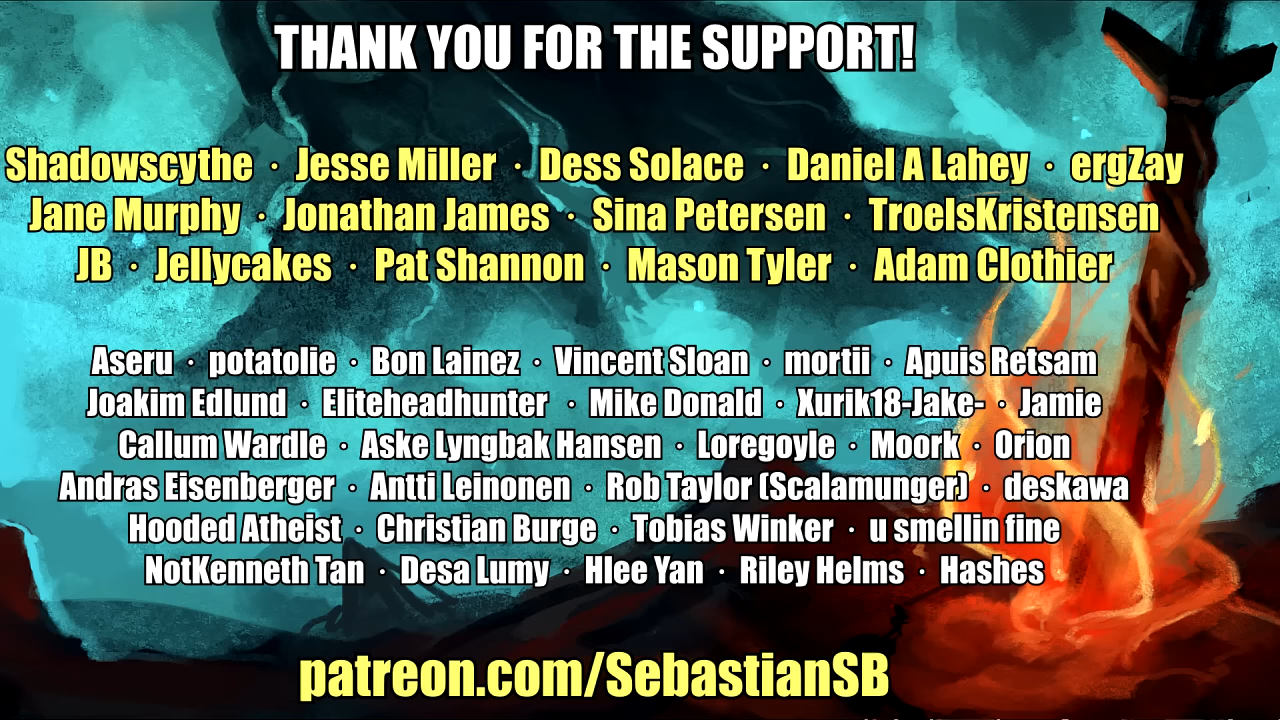 THANK YOU FOR THE SUPPORT!
Shadowscythe · Jesse Miller · Dess Solace · Daniel A Lahey · ergZay
Jane Murphy · Jonathan James · Sina Petersen · TroelsKristensen
JB · Jellycakes · Pat Shannon · Mason Tyler · Adam Clothier
Aseru · potatolie · Bon Lainez · Vincent Sloan · mortii · Apuis Retsam
Joakim Edlund · Eliteheadhunter · Mike Donald · Xurik18-Jake- · Jamie
Callum Wardle · Aske Lyngbak Hansen · Loregoyle · Moork · Orion
Andras Eisenberger · Antti Leinonen · Rob Taylor (Scalamunger) · deskawa
Hooded Atheist · Christian Burge · Tobias Winker · u smellin fine
NotKenneth Tan · Desa Lumy · Hlee Yan · Riley Helms · Hashes
patreon.com/SebastianSB